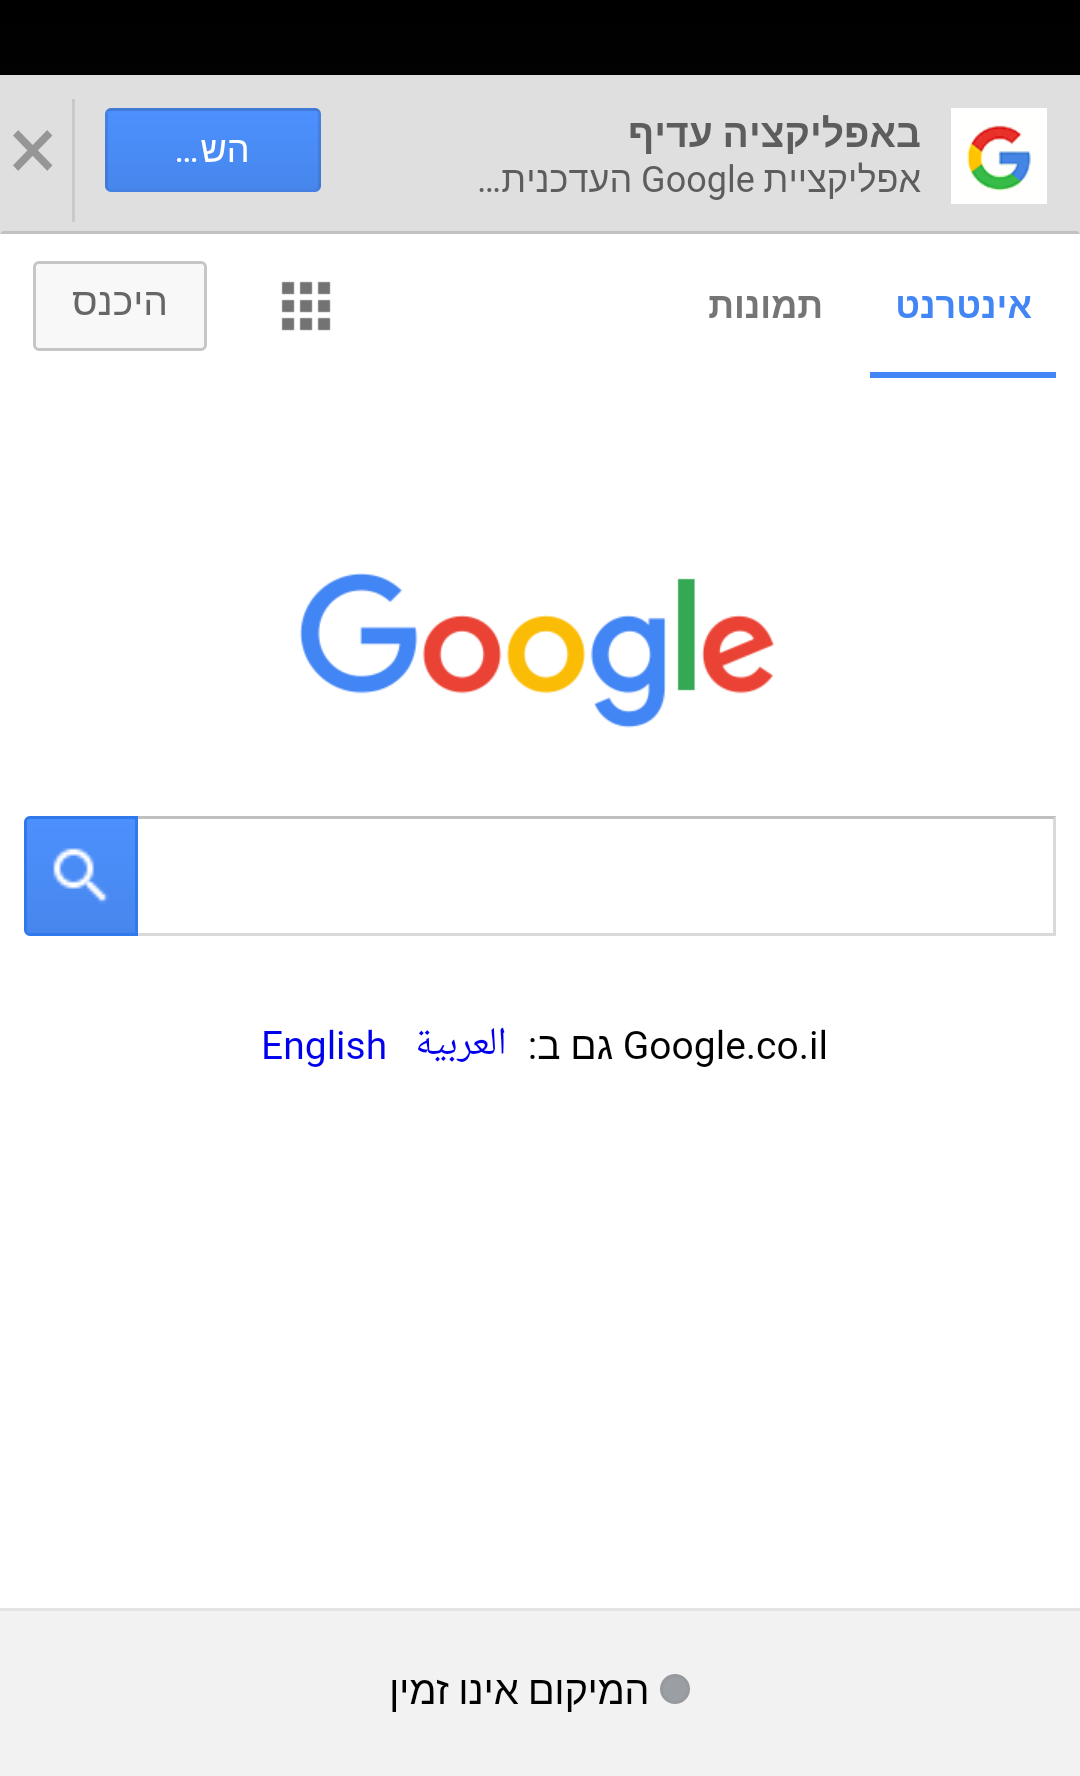 באפליקציה עדיף
אפליקציית Google העדכנית...
הש...
אינטרנט
תמונות
היכנס
Google
Google.co.il גם ב: العربية English
המיקום אינו זמין